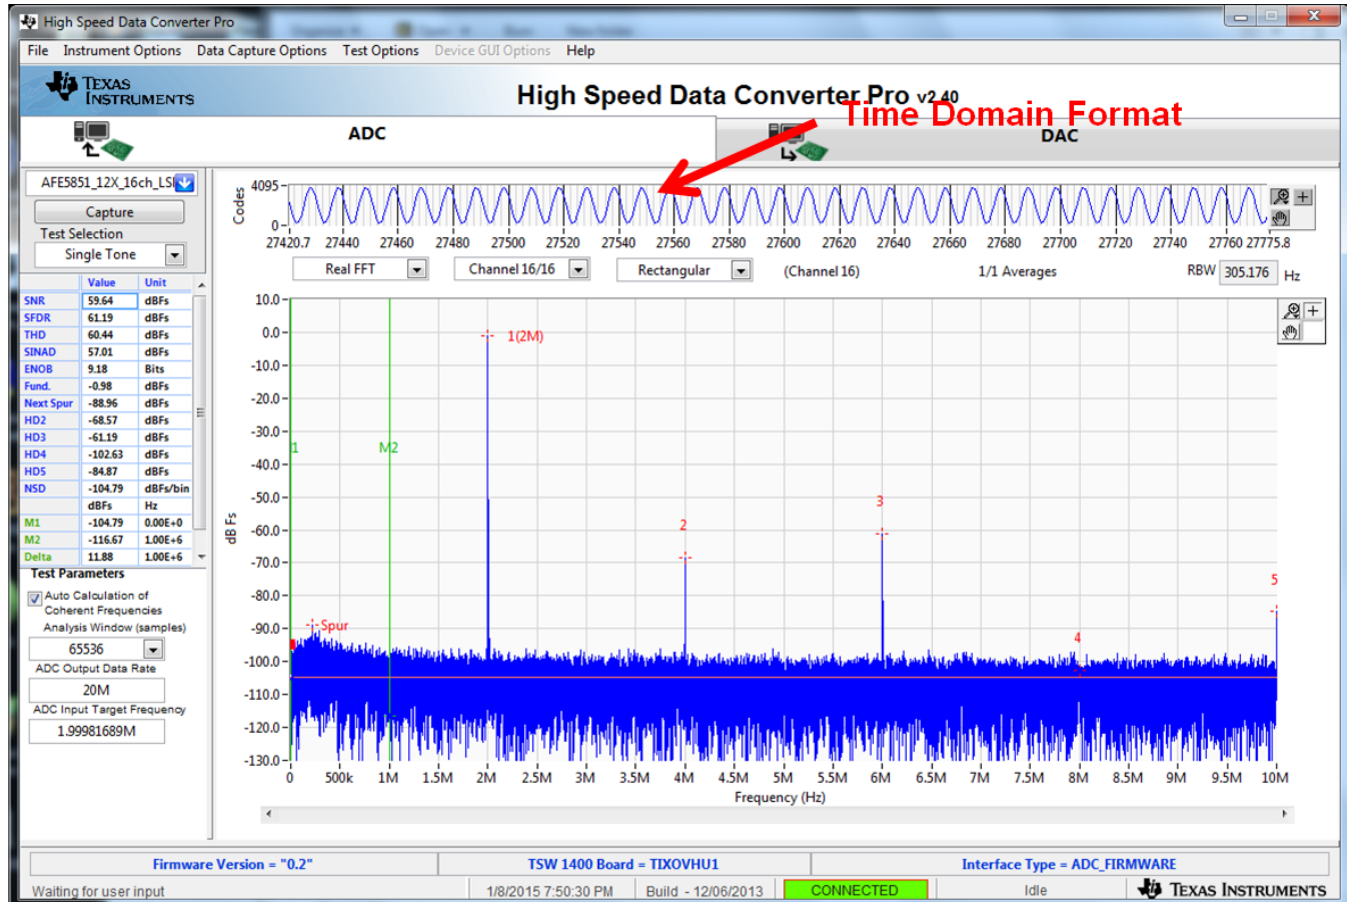 High Speed Data Converter Pro
File Instrument Options Data Capture Options Test Options Device GUI Options Help
TEXAS INSTRUMENTS
High Speed Data Converter Pro v2.40
Time Domain Format
ADC
DAC
AFE5851_12X_16ch_LS
Capture
Test Selection
Single Tone
Value Unit
SNR 59.64 dBFs
SFDR 61.19 dBFs
THD 60.44 dBFs
SINAD 57.01 dBFs
ENOB 9.18 Bits
Fund. -0.98 dBFs
Next Spur -88.96 dBFs
HD2 -68.57 dBFs
HD3 -61.19 dBFs
HD4 -102.63 dBFs
HD5 -84.87 dBFs
NSD -104.79 dBFs/bin
dBFs Hz
M1 -104.79 0.00E+0
M2 -116.67 1.00E+6
Delta 11.88 1.00E+6
Test Parameters
Auto Calculation of
Coherent Frequencies
Analysis Window (samples)
65536
ADC Output Data Rate
20M
ADC Input Target Frequency
1.99981689M
Codes
4095
0
27420.7 27440 27460 27480 27500 27520 27540 27560 27580 27600 27620 27640 27660 27680 27700 27720 27740 27760 27775.8
Real FFT Channel 16/16 Rectangular (Channel 16) 1/1 Averages RBW 305.176 Hz
dB Fs
10.0
0.0
-10.0
-20.0
-30.0
-40.0
-50.0
-60.0
-70.0
-80.0
-90.0
-100.0
-110.0
-120.0
-130.0
1(2M)
1
M2
2
3
4
5
Spur
0 500k 1M 1.5M 2M 2.5M 3M 3.5M 4M 4.5M 5M 5.5M 6M 6.5M 7M 7.5M 8M 8.5M 9M 9.5M 10M
Frequency (Hz)
Firmware Version = "0.2" TSW 1400 Board = TIXOVHU1 Interface Type = ADC_FIRMWARE
Waiting for user input 1/8/2015 7:50:30 PM Build - 12/06/2013 CONNECTED Idle TEXAS INSTRUMENTS